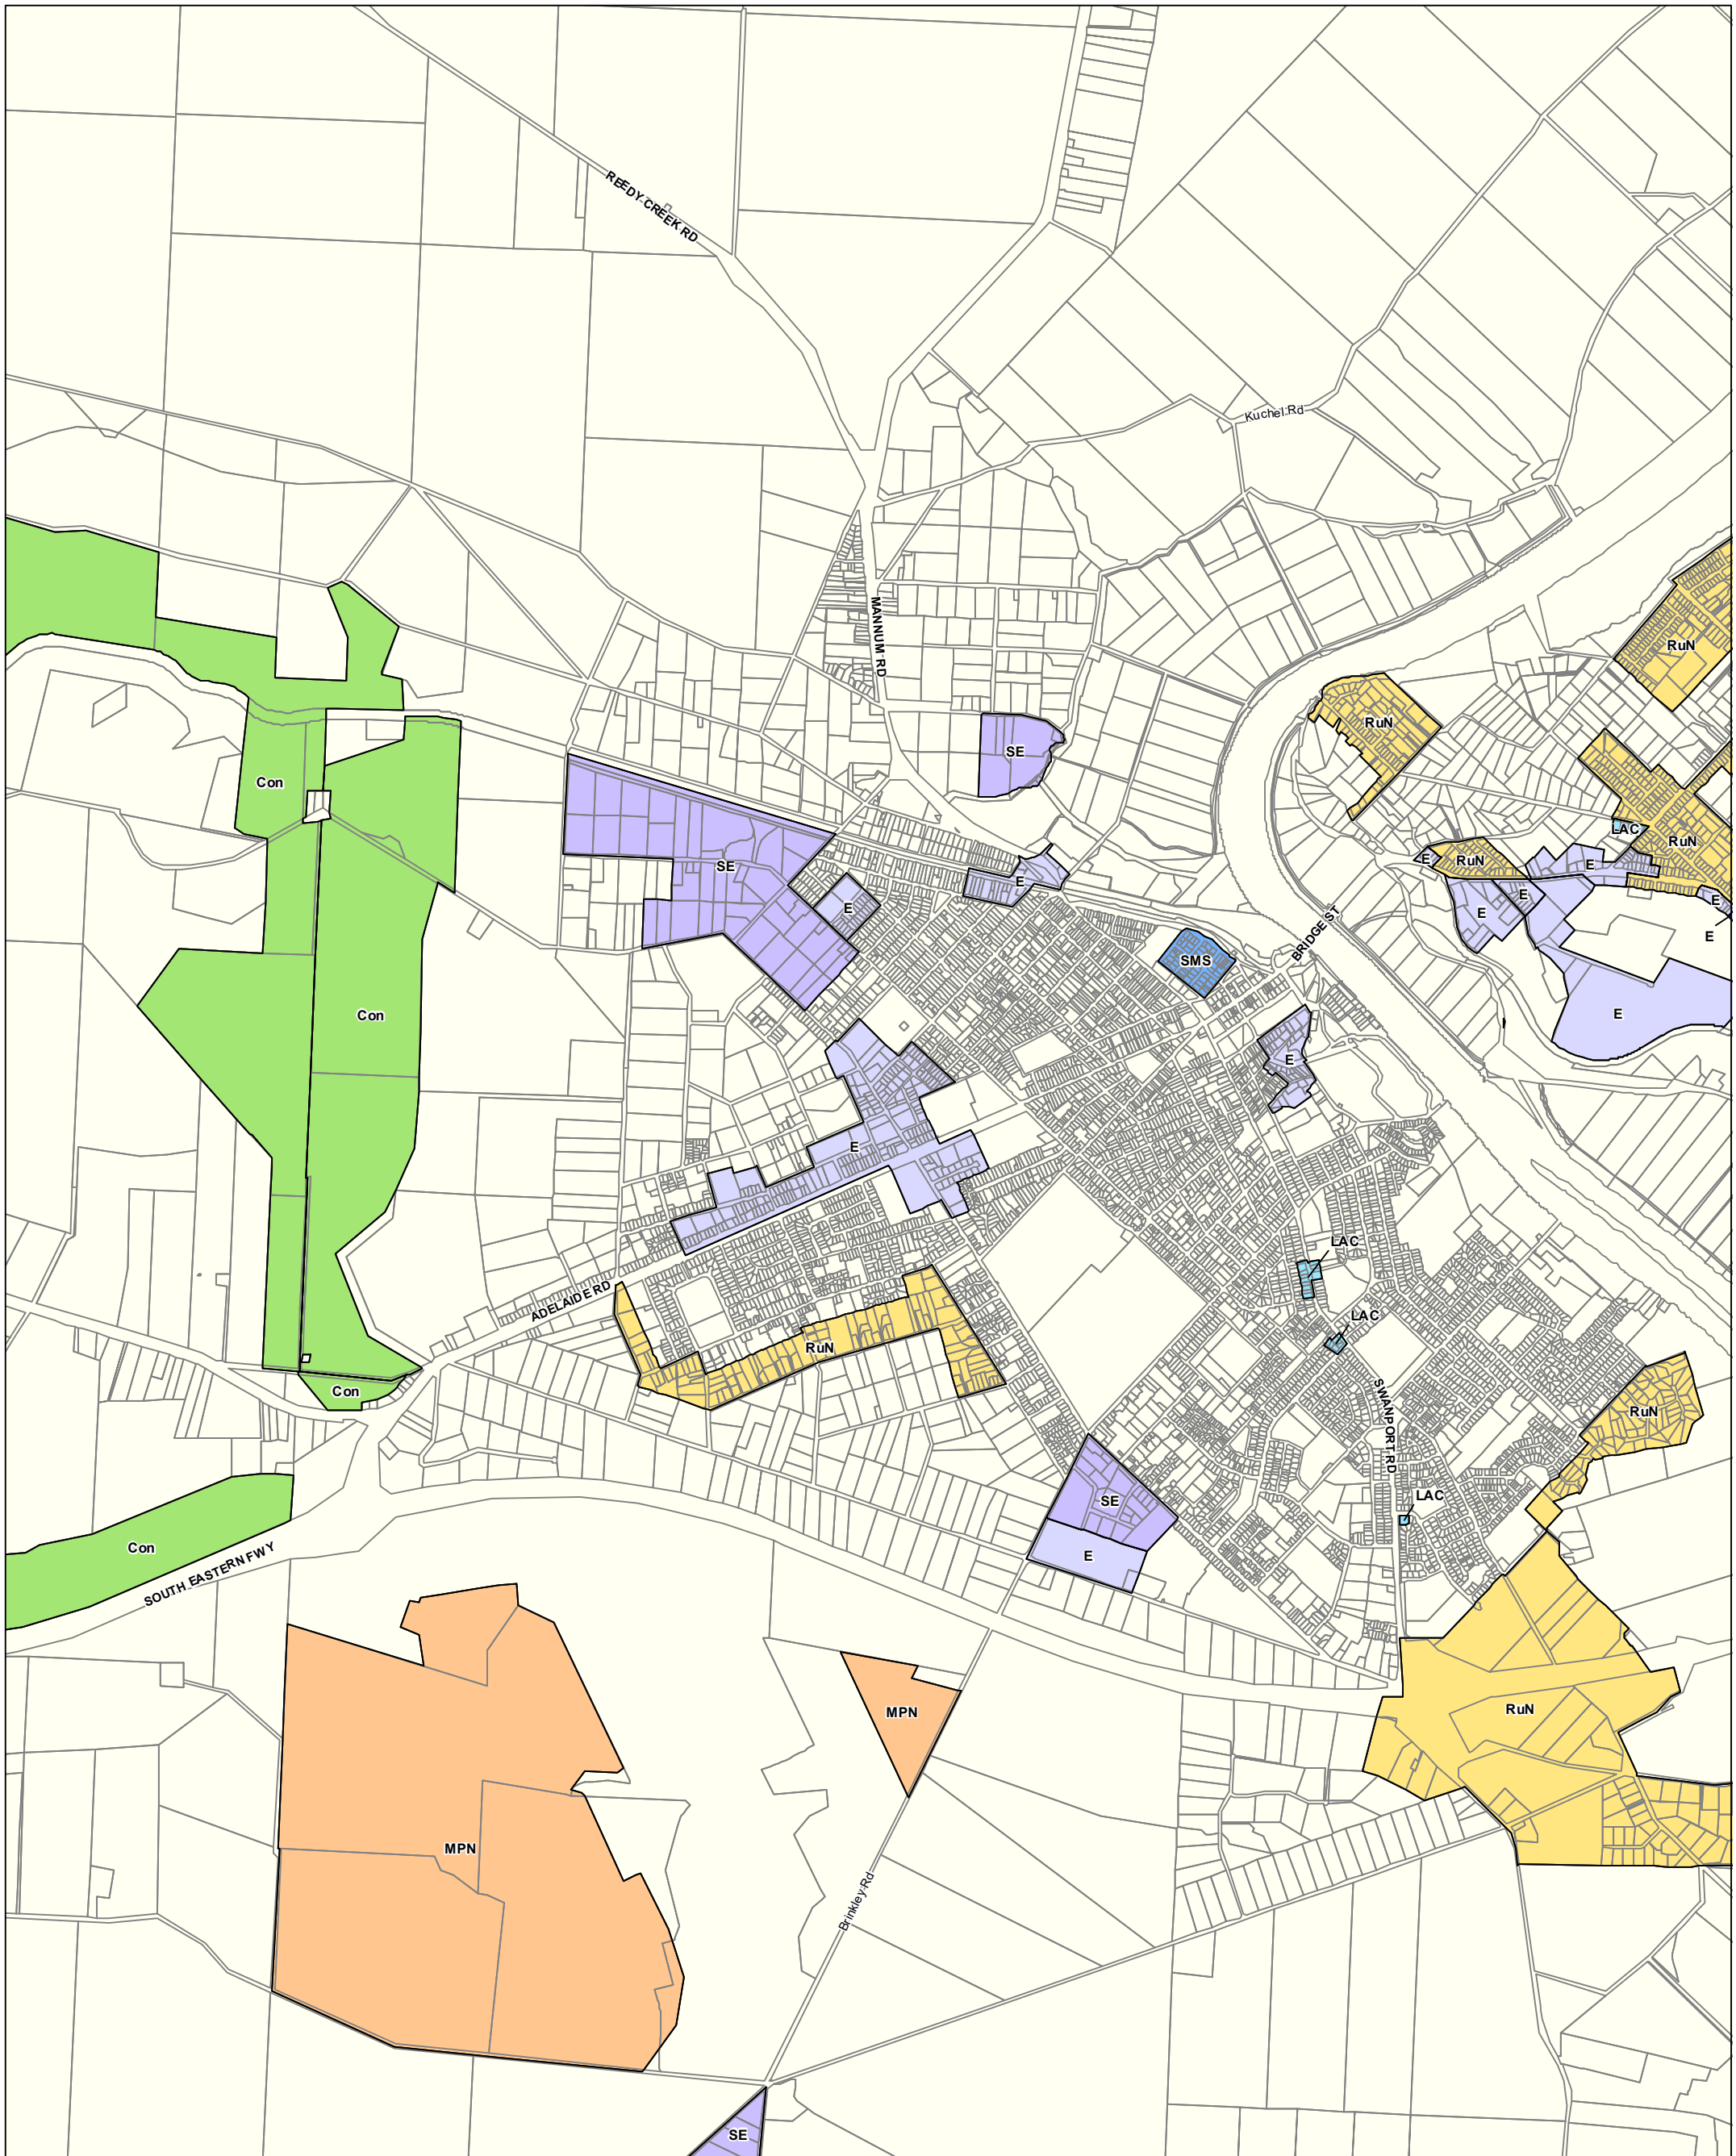 REEDY CREEK RD
Kuchel Rd
MANNUM RD
RuN
RuN
SE
Con
LAC
RuN
SE
E
RuN
E
E
E
E
E
E
E
BRIDGE ST
SMS
Con
E
E
E
LAC
ADELAIDE RD
LAC
RuN
Con
SWANPORT RD
RuN
LAC
SE
Con
E
SOUTH EASTERN FWY
RuN
MPN
MPN
Brinkley Rd
SE